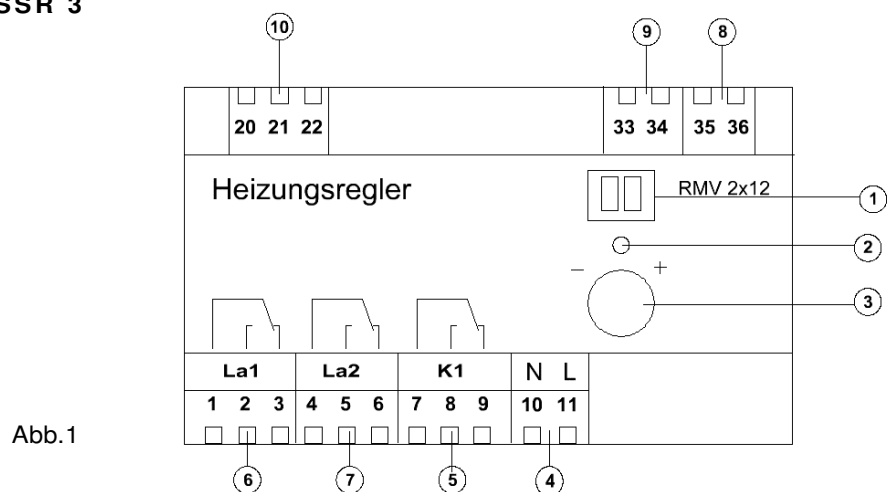 SSR 3
10 9 8
20 21 22 33 34 35 36
Heizungsregler RMV 2x12
1
2
− +
3
La1 La2 K1 N L
1 2 3 4 5 6 7 8 9 10 11
Abb.1
6 7 5 4